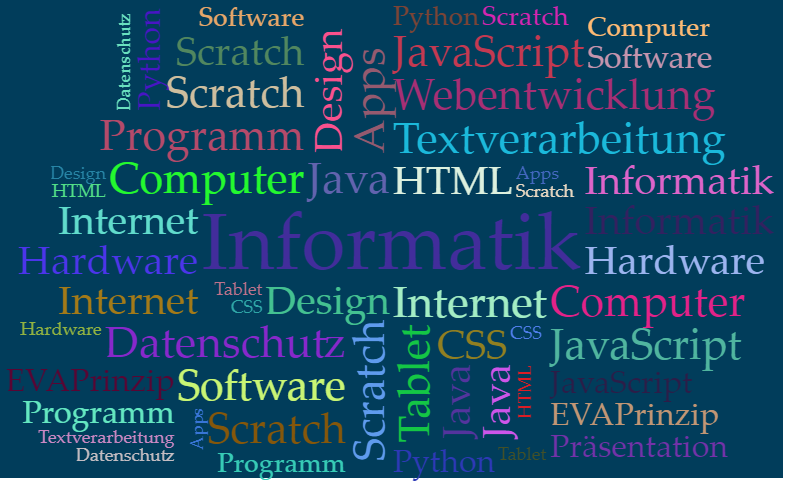 Software
Python Scratch
Computer
Datenschutz
Python
Scratch
Design
Apps
JavaScript
Software
Scratch
Webentwicklung
Programm
Textverarbeitung
Design
HTML
Computer
Java
HTML
Apps
Scratch
Informatik
Internet
Informatik
Informatik
Hardware
Hardware
Internet
Tablet
CSS
Design
Internet
Computer
Hardware
Datenschutz
Scratch
Tablet
CSS
CSS
JavaScript
EVAPrinzip
Software
Java
Java
HTML
JavaScript
Programm
EVAPrinzip
Textverarbeitung
Apps
Scratch
Präsentation
Datenschutz
Programm
Python
Tablet